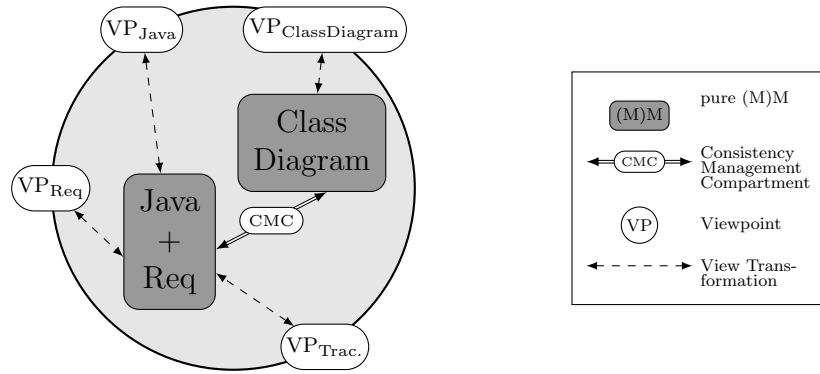 VP_Java
VP_ClassDiagram
Class
Diagram
VP_Req
Java
+
Req
CMC
VP_Trac.
(M)M
pure (M)M
CMC
Consistency
Management
Compartment
VP
Viewpoint
View Trans-
formation